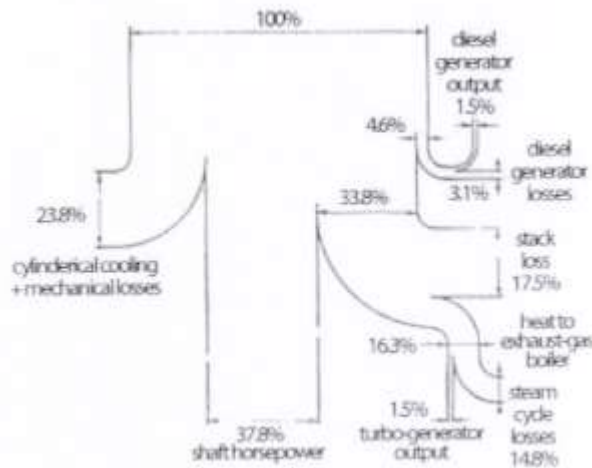 100%
diesel
generator
output
1.5%
4.6%
diesel
generator
losses
3.1%
33.8%
23.8%
cylinderical cooling
+ mechanical losses
stack
loss
17.5%
heat to
exhaust-gas
boiler
16.3%
steam
cycle
losses
14.8%
1.5%
turbo-generator
output
37.8%
shaft horsepower